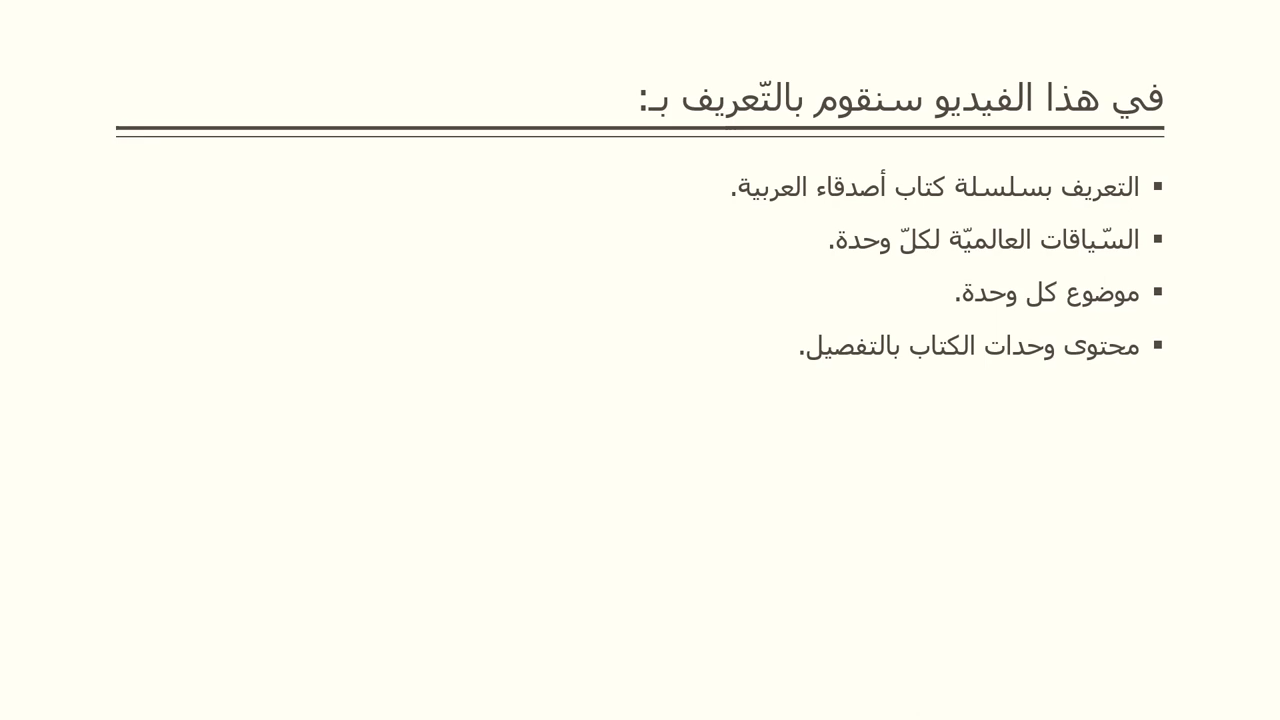 في هذا الفيديو سنقوم بالتّعريف بـ:
▪ التعريف بسلسلة كتاب أصدقاء العربية.
▪ السّياقات العالميّة لكلّ وحدة.
▪ موضوع كل وحدة.
▪ محتوى وحدات الكتاب بالتفصيل.